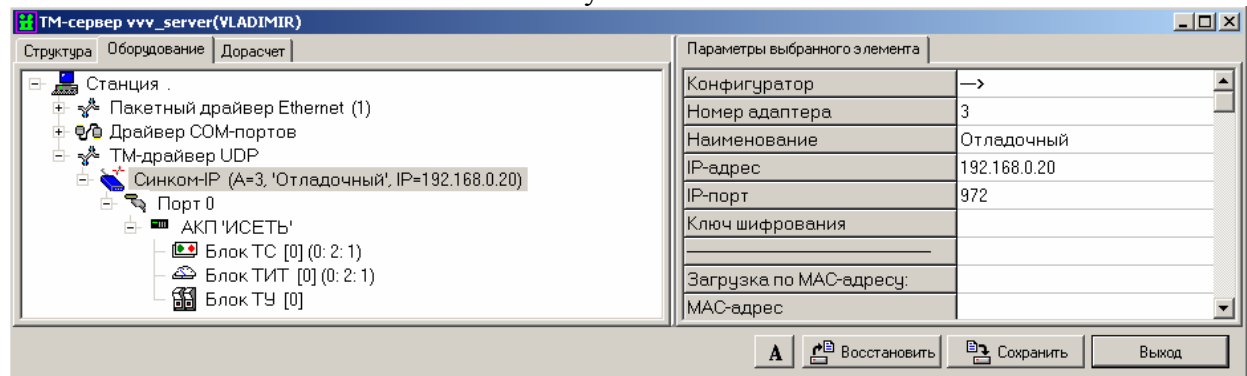 у
ТМ-сервер vvv_server(VLADIMIR)
Структура Оборудование Дорасчет
Параметры выбранного элемента
Станция .
Пакетный драйвер Ethernet (1)
Драйвер COM-портов
ТМ-драйвер UDP
Синком-IP (A=3, 'Отладочный', IP=192.168.0.20)
Порт 0
АКП 'ИСЕТЬ'
Блок ТС [0] (0: 2: 1)
Блок ТИТ [0] (0: 2: 1)
Блок ТУ [0]
Конфигуратор -->
Номер адаптера 3
Наименование Отладочный
IP-адрес 192.168.0.20
IP-порт 972
Ключ шифрования
Загрузка по MAC-адресу:
MAC-адрес
A Восстановить Сохранить Выход